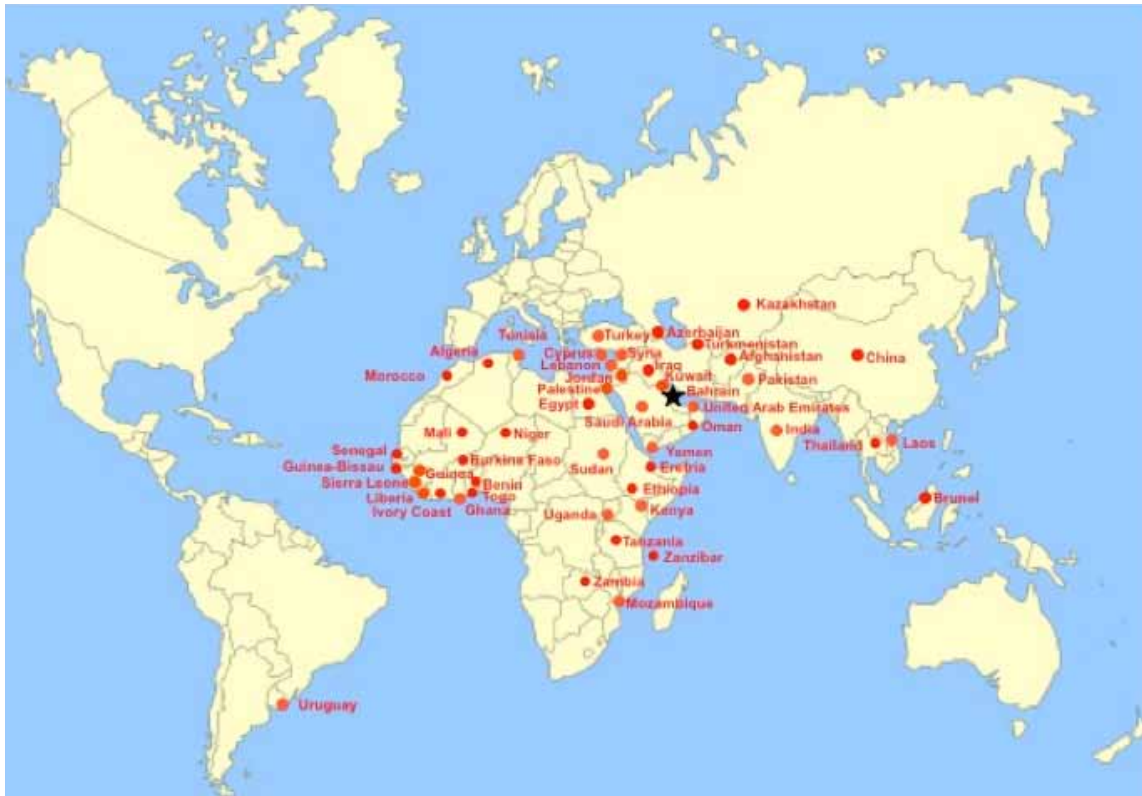 Kazakhstan
Tunisia
Turkey
Azerbaijan
Turkmenistan
Algeria
Cyprus
Syria
Afghanistan
China
Lebanon
Iraq
Morocco
Jordan
Kuwait
Pakistan
Palestine
Bahrain
Egypt
United Arab Emirates
Saudi Arabia
Oman
India
Mali
Niger
Thailand
Laos
Senegal
Yemen
Guinea-Bissau
Burkina Faso
Sudan
Eretria
Guinea
Sierra Leone
Benin
Ethiopia
Liberia
Togo
Brunei
Ivory Coast
Ghana
Uganda
Kenya
Tanzania
Zanzibar
Zambia
Mozambique
Uruguay